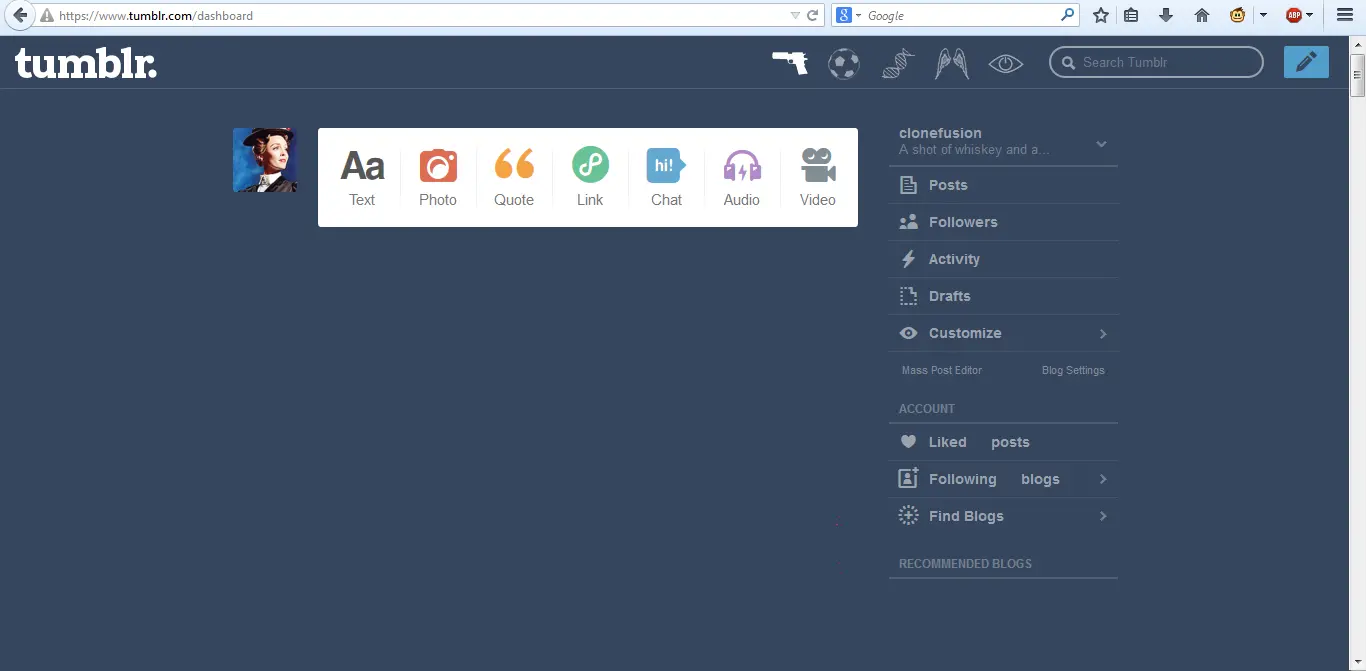 https://www.tumblr.com/dashboard
8 Google
ABP
tumblr.
Search Tumblr
Aa
hi!
Text Photo Quote Link Chat Audio Video
clonefusion
A shot of whiskey and a...
Posts
Followers
Activity
Drafts
Customize
Mass Post Editor Blog Settings
ACCOUNT
Liked posts
Following blogs
Find Blogs
RECOMMENDED BLOGS